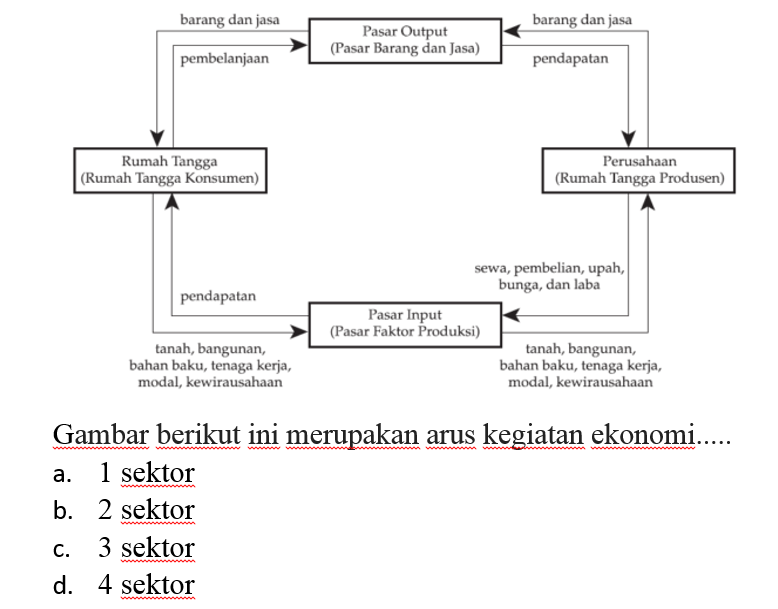 barang dan jasa
Pasar Output
(Pasar Barang dan Jasa)
barang dan jasa
pembelanjaan
pendapatan
Rumah Tangga
(Rumah Tangga Konsumen)
Perusahaan
(Rumah Tangga Produsen)
sewa, pembelian, upah,
bunga, dan laba
pendapatan
Pasar Input
(Pasar Faktor Produksi)
tanah, bangunan,
bahan baku, tenaga kerja,
modal, kewirausahaan
tanah, bangunan,
bahan baku, tenaga kerja,
modal, kewirausahaan
Gambar berikut ini merupakan arus kegiatan ekonomi.....
a. 1 sektor
b. 2 sektor
c. 3 sektor
d. 4 sektor